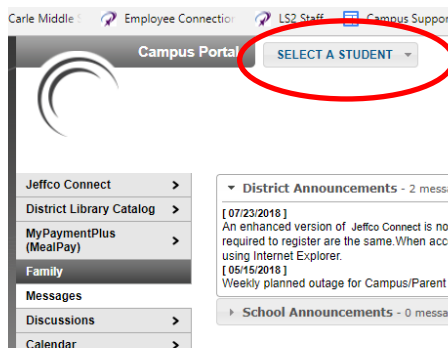 Carle Middle Employee Connectio LS2 Staff Campus Suppor
Campus Portal SELECT A STUDENT
Jeffco Connect
District Library Catalog
MyPaymentPlus
(MealPay)
Family
Messages
Discussions
Calendar
District Announcements - 2 messa
[ 07/23/2018 ]
An enhanced version of Jeffco Connect is no
required to register are the same.When acc
using Internet Explorer.
[ 05/15/2018 ]
Weekly planned outage for Campus/Parent
School Announcements - 0 messa